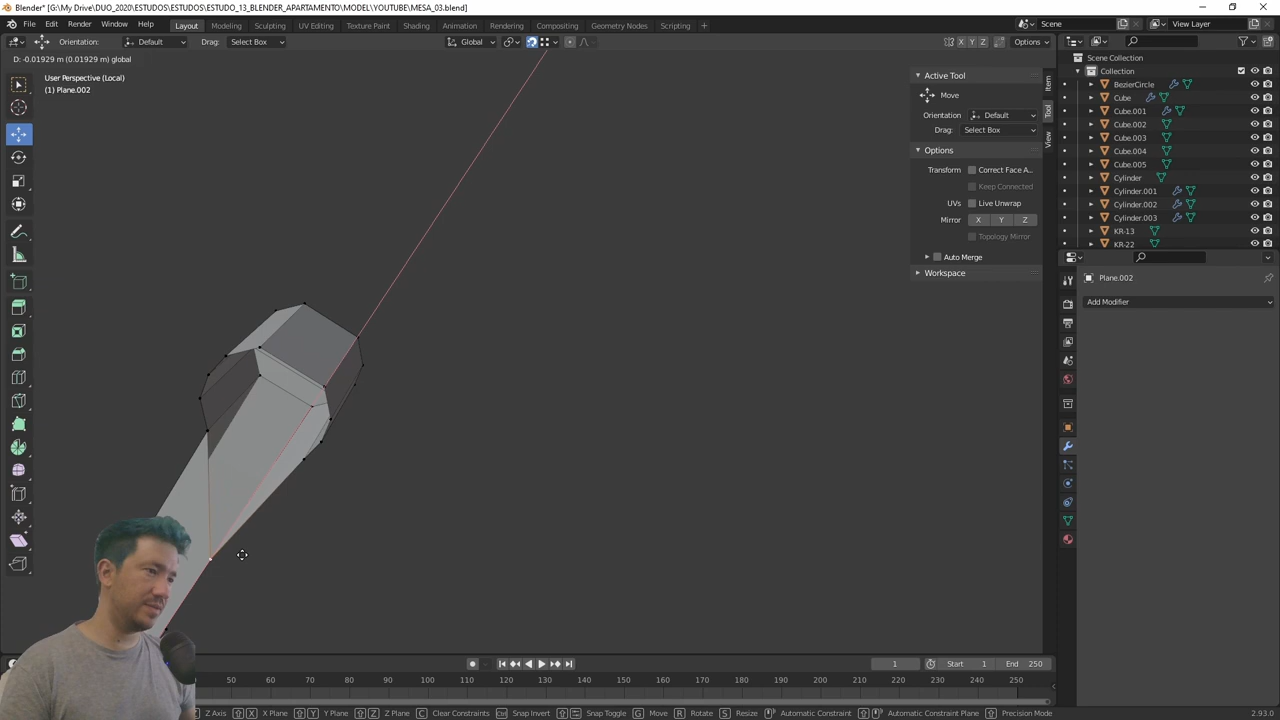 Blender* [G:\My Drive\DUO_2020\ESTUDOS\ESTUDOS\ESTUDO_13_BLENDER_APARTAMENTO\MODEL\YOUTUBE\MESA_03.blend]
File Edit Render Window Help Layout Modeling Sculpting UV Editing Texture Paint Shading Animation Rendering Compositing Geometry Nodes Scripting + Scene View Layer
Orientation: Default Drag: Select Box Global X Y Z Options
D: -0.01929 m (0.01929 m) global
User Perspective (Local)
(1) Plane.002
Active Tool
Move
Orientation Default
Drag: Select Box
Options
Transform Correct Face A...
Keep Connected
UVs Live Unwrap
Mirror X Y Z
Topology Mirror
Auto Merge
Workspace
Item
Tool
View
Scene Collection
Collection
BezierCircle
Cube
Cube.001
Cube.002
Cube.003
Cube.004
Cube.005
Cylinder
Cylinder.001
Cylinder.002
Cylinder.003
KR-13
KR-22
Plane.002
Add Modifier
1 Start 1 End 250
50 60 70 80 90 100 110 120 130 140 150 160 170 180 190 200 210 220 230 240 250
Z Axis X X Plane Y Y Plane Z Z Plane C Clear Constraints Snap Invert Snap Toggle G Move R Rotate S Resize Automatic Constraint Automatic Constraint Plane Precision Mode 2.93.0